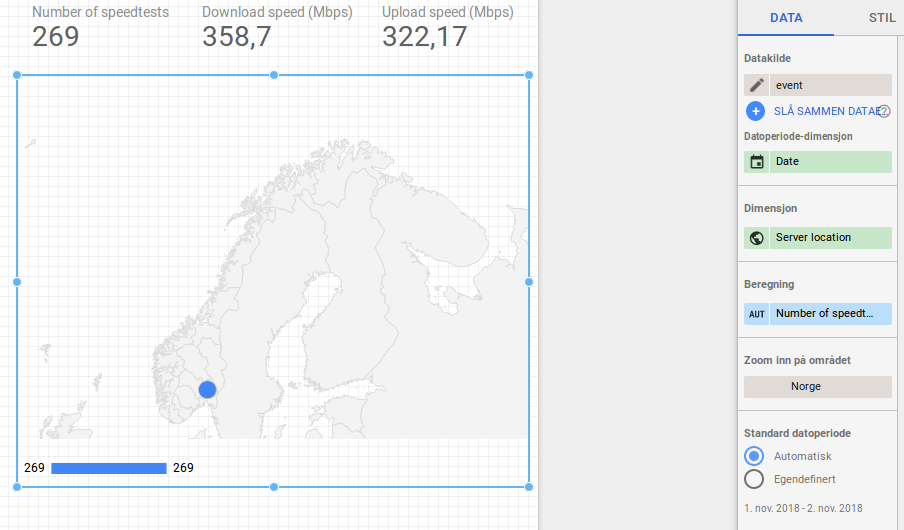 Number of speedtests Download speed (Mbps) Upload speed (Mbps)
269 358,7 322,17
269 269
DATA STIL
Datakilde
event
SLÅ SAMMEN DATAE
Datoperiode-dimensjon
Date
Dimensjon
Server location
Beregning
AUT Number of speedt...
Zoom inn på området
Norge
Standard datoperiode
Automatisk
Egendefinert
1. nov. 2018 - 2. nov. 2018